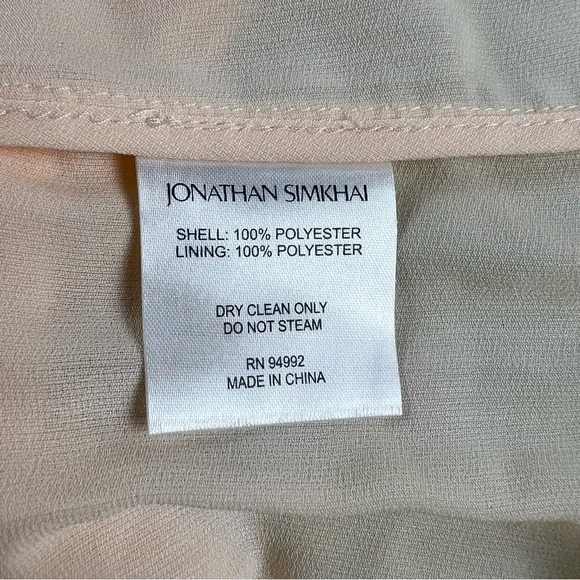 JONATHAN SIMKHAI
SHELL: 100% POLYESTER
LINING: 100% POLYESTER
DRY CLEAN ONLY
DO NOT STEAM
RN 94992
MADE IN CHINA